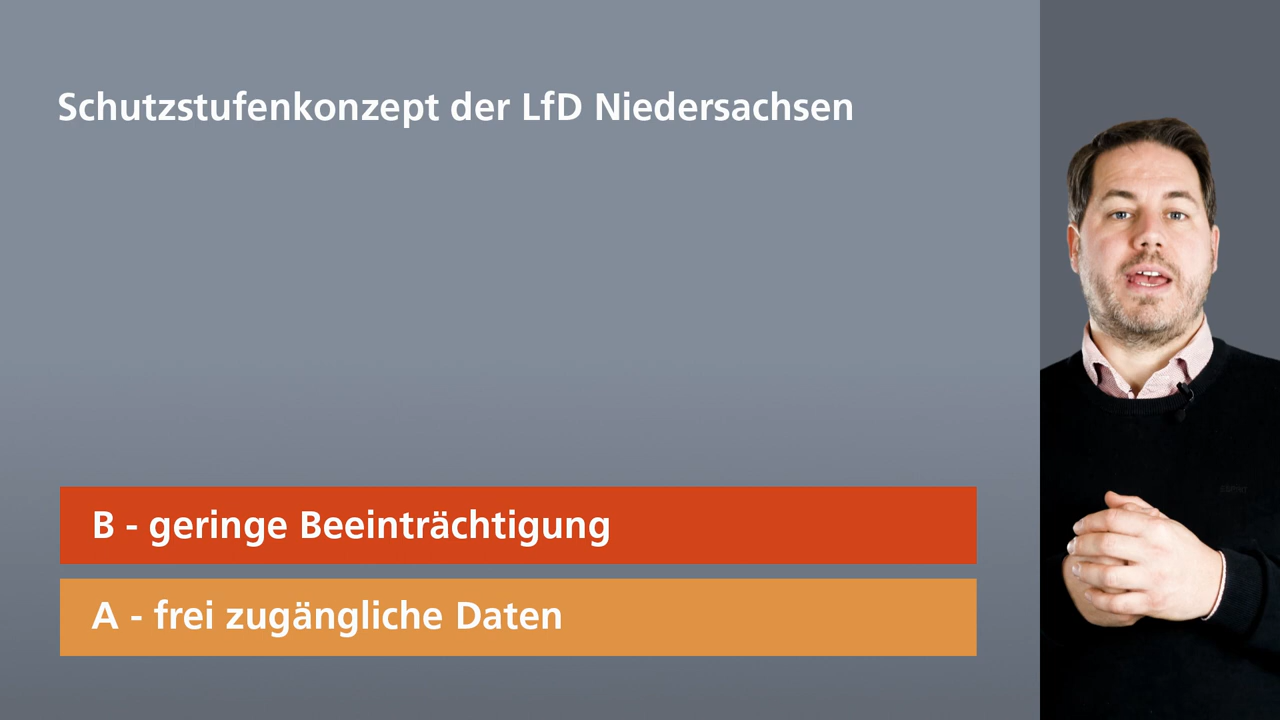 Schutzstufenkonzept der LfD Niedersachsen
B - geringe Beeinträchtigung
A - frei zugängliche Daten